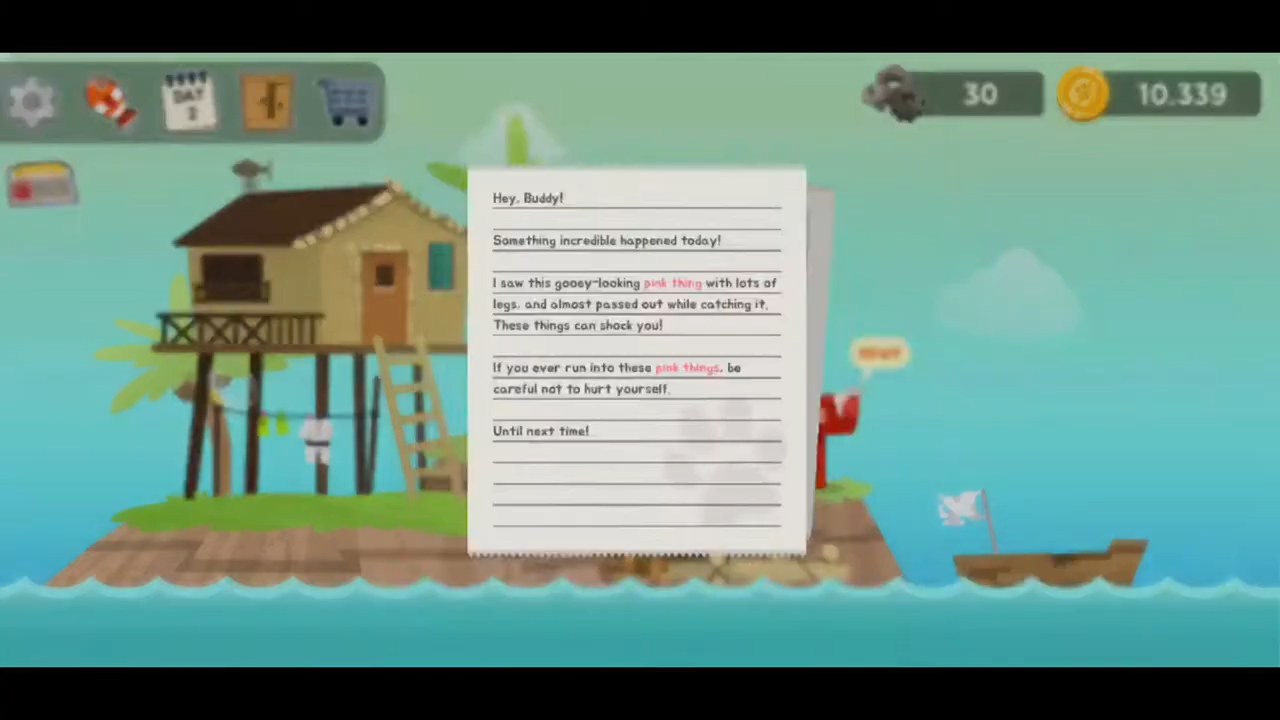 DAY
30
10.339
Hey, Buddy!
Something incredible happened today!
I saw this gooey-looking pink thing with lots of
legs, and almost passed out while catching it.
These things can shock you!
If you ever run into these pink things, be
careful not to hurt yourself.
Until next time!